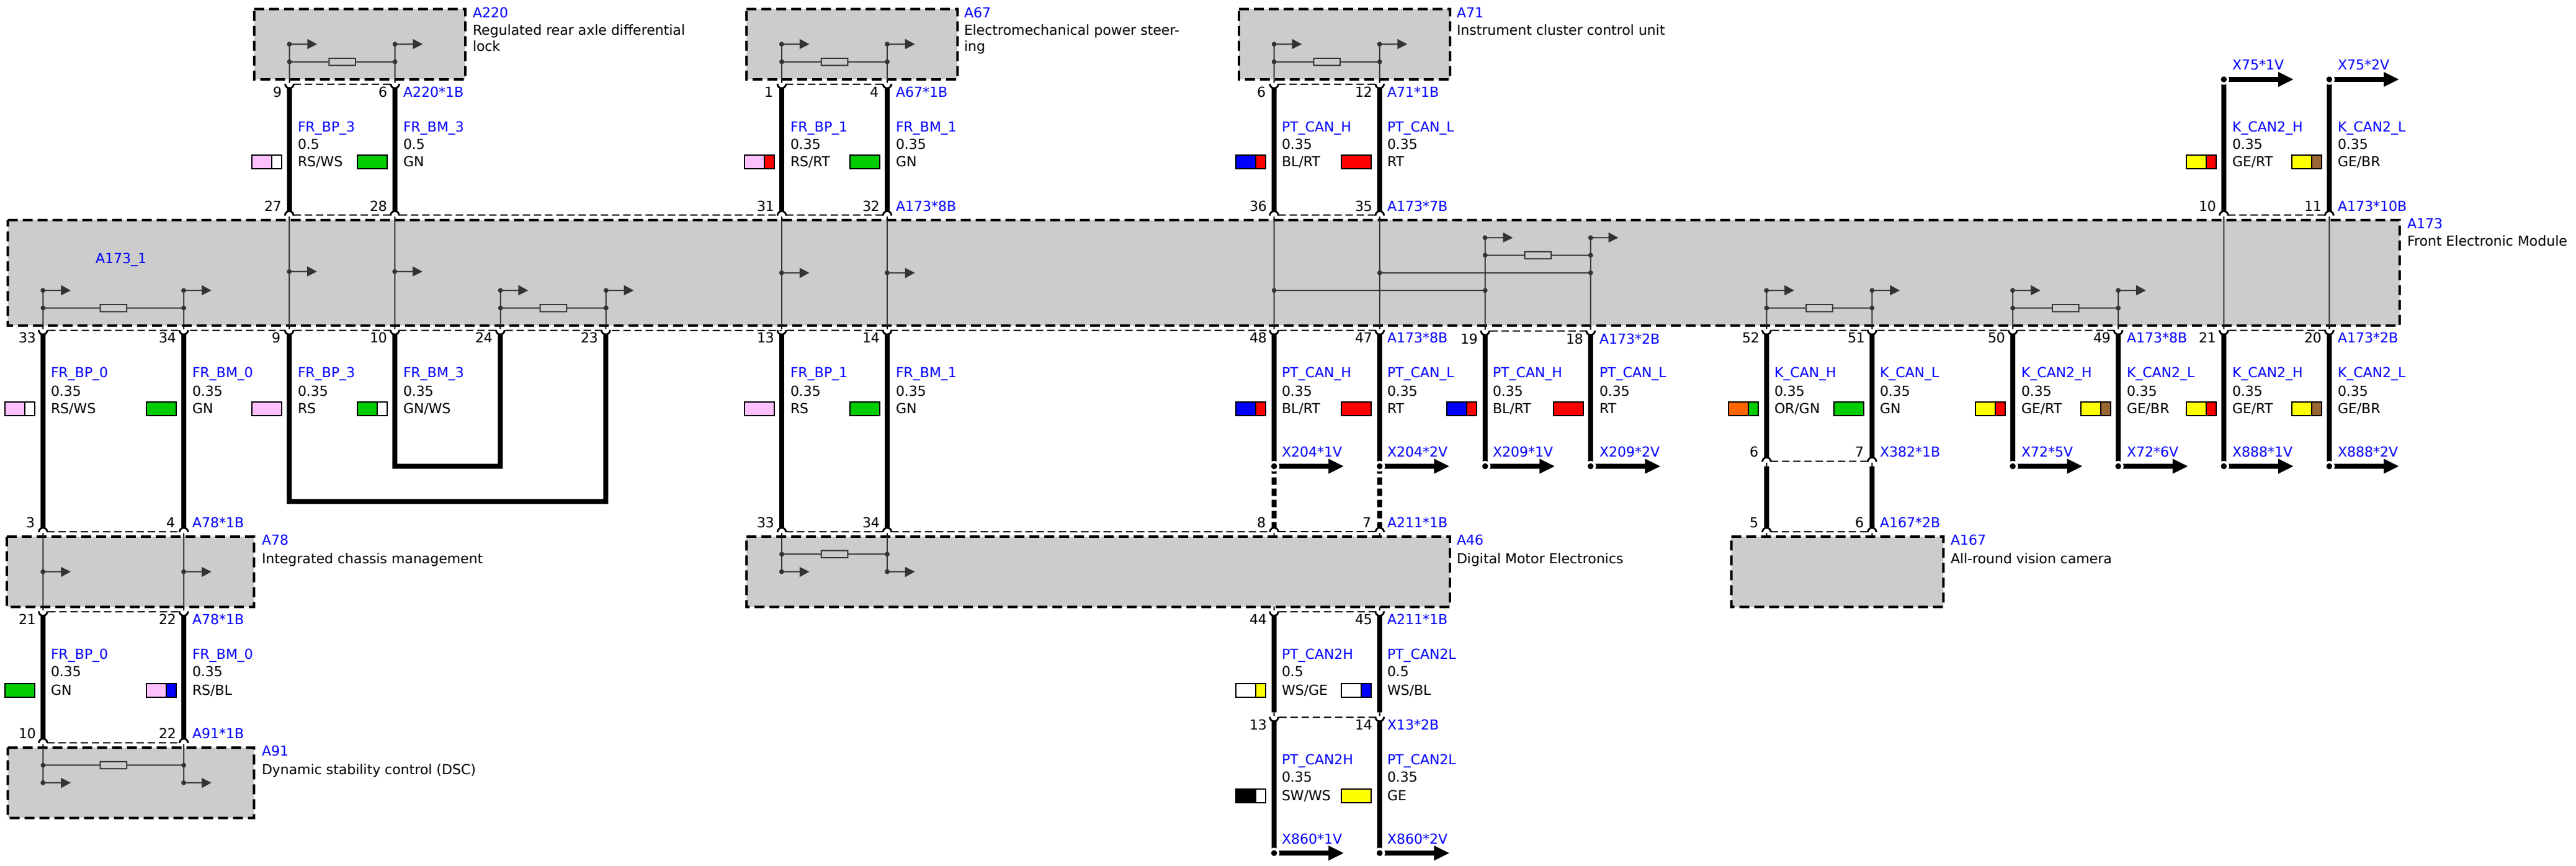 A220
Regulated rear axle differential
lock
A67
Electromechanical power steer-
ing
A71
Instrument cluster control unit
X75*1V
X75*2V
9
6
A220*1B
1
4
A67*1B
6
12
A71*1B
FR_BP_3
0.5
RS/WS
FR_BM_3
0.5
GN
FR_BP_1
0.35
RS/RT
FR_BM_1
0.35
GN
PT_CAN_H
0.35
BL/RT
PT_CAN_L
0.35
RT
K_CAN2_H
0.35
GE/RT
K_CAN2_L
0.35
GE/BR
27
28
31
32
A173*8B
36
35
A173*7B
10
11
A173*10B
A173
Front Electronic Module
A173_1
33
34
9
10
24
23
13
14
48
47
A173*8B
19
18
A173*2B
52
51
50
49
A173*8B
21
20
A173*2B
FR_BP_0
0.35
RS/WS
FR_BM_0
0.35
GN
FR_BP_3
0.35
RS
FR_BM_3
0.35
GN/WS
FR_BP_1
0.35
RS
FR_BM_1
0.35
GN
PT_CAN_H
0.35
BL/RT
PT_CAN_L
0.35
RT
PT_CAN_H
0.35
BL/RT
PT_CAN_L
0.35
RT
K_CAN_H
0.35
OR/GN
K_CAN_L
0.35
GN
K_CAN2_H
0.35
GE/RT
K_CAN2_L
0.35
GE/BR
K_CAN2_H
0.35
GE/RT
K_CAN2_L
0.35
GE/BR
X204*1V
X204*2V
X209*1V
X209*2V
6
7
X382*1B
X72*5V
X72*6V
X888*1V
X888*2V
3
4
A78*1B
33
34
8
7
A211*1B
5
6
A167*2B
A78
Integrated chassis management
A46
Digital Motor Electronics
A167
All-round vision camera
21
22
A78*1B
44
45
A211*1B
FR_BP_0
0.35
GN
FR_BM_0
0.35
RS/BL
PT_CAN2H
0.5
WS/GE
PT_CAN2L
0.5
WS/BL
10
22
A91*1B
13
14
X13*2B
A91
Dynamic stability control (DSC)
PT_CAN2H
0.35
SW/WS
PT_CAN2L
0.35
GE
X860*1V
X860*2V